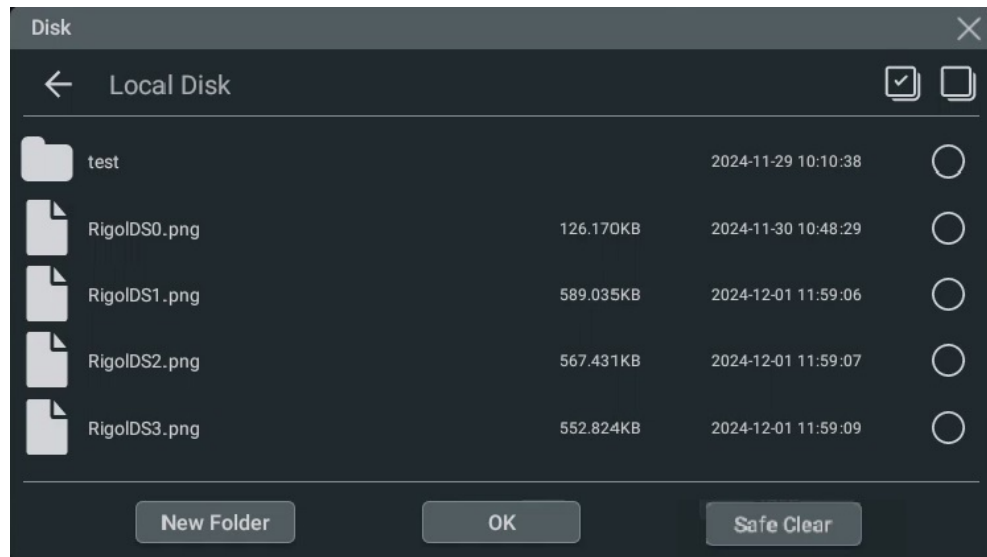 Disk
Local Disk
test 2024-11-29 10:10:38
RigolDS0.png 126.170KB 2024-11-30 10:48:29
RigolDS1.png 589.035KB 2024-12-01 11:59:06
RigolDS2.png 567.431KB 2024-12-01 11:59:07
RigolDS3.png 552.824KB 2024-12-01 11:59:09
New Folder OK Safe Clear